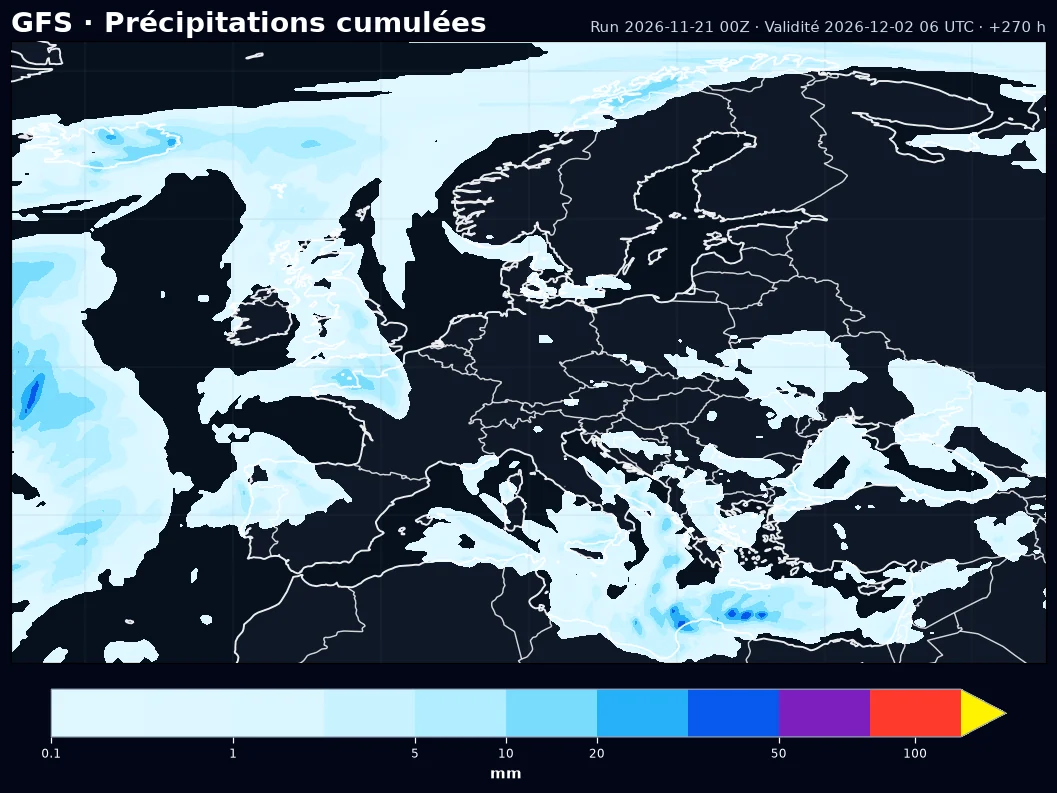 GFS · Précipitations cumulées
Run 2026-11-21 00Z · Validité 2026-12-02 06 UTC · +270 h
0.1 1 5 10 20 50 100
mm